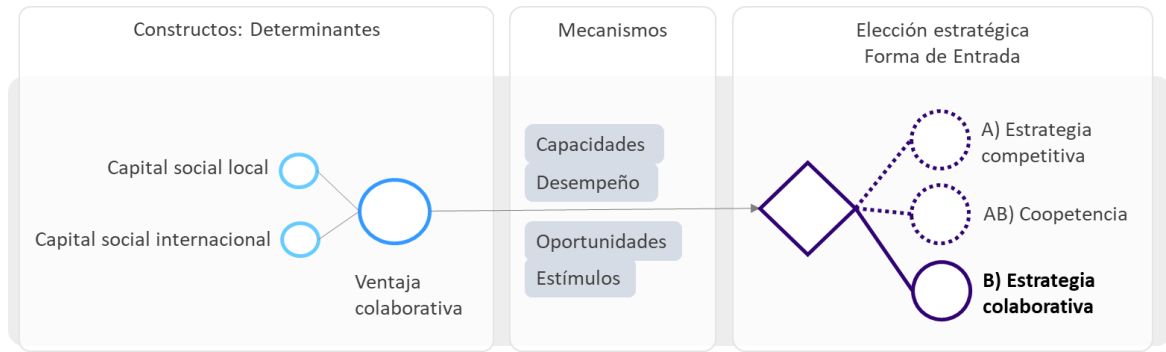 Constructos: Determinantes
Mecanismos
Elección estratégica
Forma de Entrada
Capital social local
Capital social internacional
Ventaja
colaborativa
Capacidades
Desempeño
Oportunidades
Estímulos
A) Estrategia
competitiva
AB) Coopetencia
B) Estrategia
colaborativa